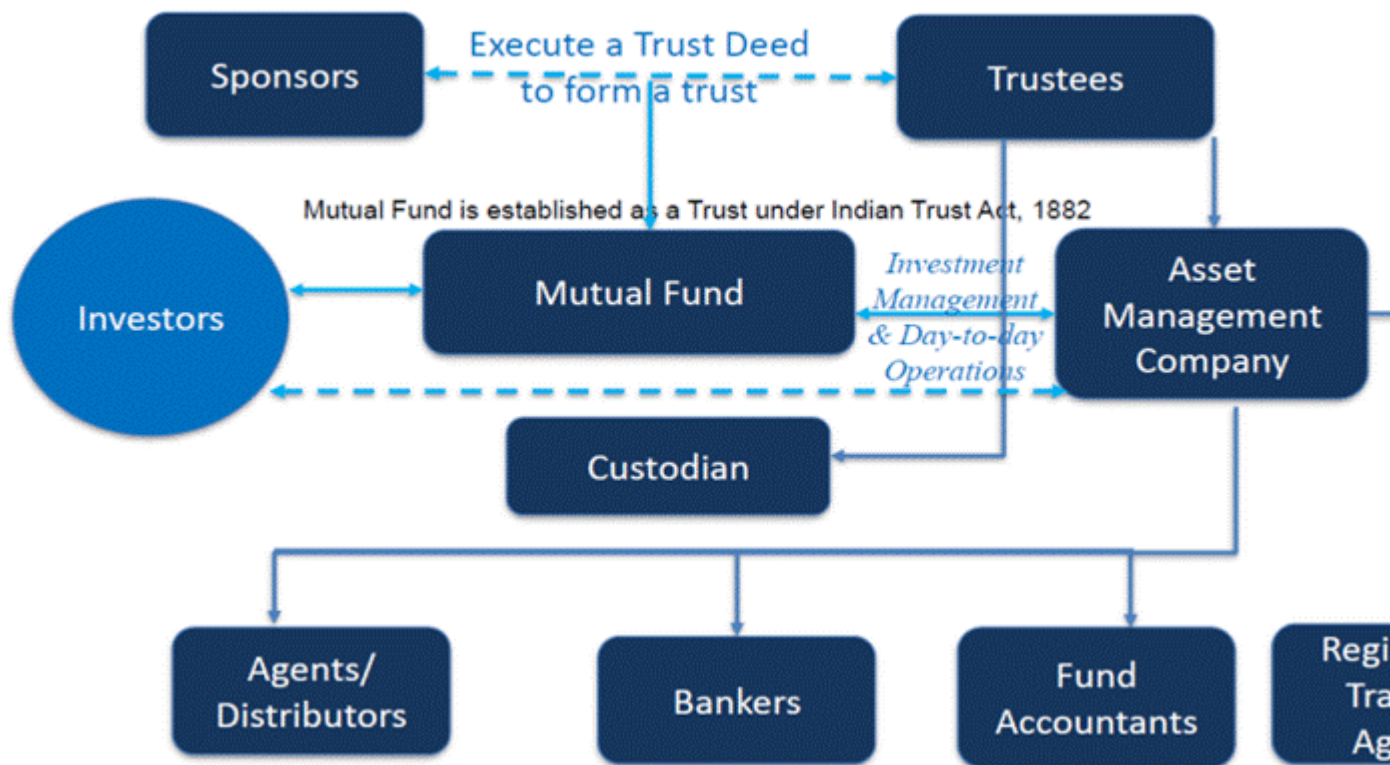 Execute a Trust Deed
Sponsors
Trustees
to form a trust
Mutual Fund is established as a Trust under Indian Trust Act, 1882
Investors
Mutual Fund
Investment
Management
& Day-to-day
Operations
Asset
Management
Company
Custodian
Agents/
Distributors
Bankers
Fund
Accountants